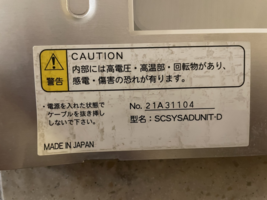 CAUTION
警告
内部には高電圧・高温部・回転物があり、
感電・傷害の恐れが有ります。
・電源を入れた状態で
ケーブルを抜き挿し
しないで下さい。
No. 21A31104
型名：SCSYSADUNIT-D
MADE IN JAPAN